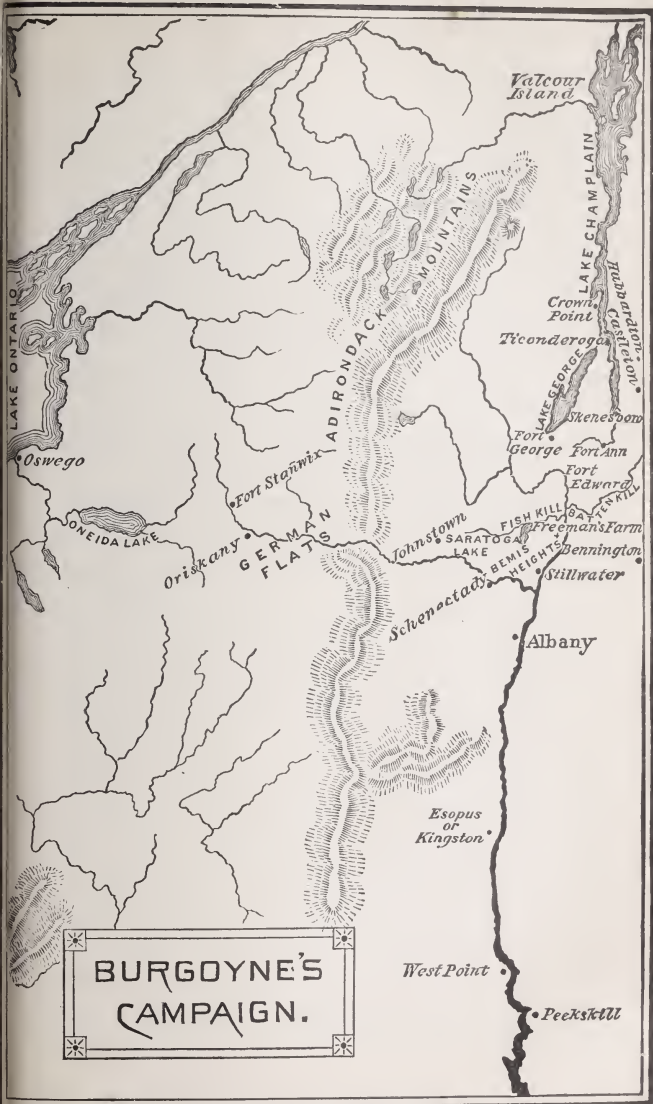 Valcour
Island
LAKE CHAMPLAIN
ADIRONDACK MOUNTAINS
LAKE ONTARIO
Crown
Point
Hubbardton
Castleton
Ticonderoga
LAKE GEORGE
Skenesboro
Fort
George
Fort Ann
Fort
Edward
Oswego
Fort Stanwix
ONEIDA LAKE
Oriskany
GERMAN
FLATS
Johnstown
FISH KILL
BATTEN KILL
SARATOGA
LAKE
Freeman's Farm
BEMIS
HEIGHTS
Bennington
Stillwater
Schenectady
Albany
Esopus
or
Kingston
West Point
Peekskill
BURGOYNE'S
CAMPAIGN.